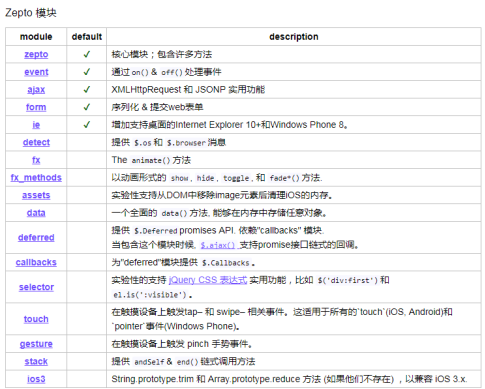 Zepto 模块
module default description
zepto ✓ 核心模块；包含许多方法
event ✓ 通过 on()& off()处理事件
ajax ✓ XMLHttpRequest 和 JSONP 实用功能
form ✓ 序列化 & 提交web表单
ie ✓ 增加支持桌面的Internet Explorer 10+和Windows Phone 8。
detect 提供 $.os和 $.browser消息
fx The animate()方法
fx_methods 以动画形式的 show, hide, toggle, 和 fade*()方法.
assets 实验性支持从DOM中移除image元素后清理iOS的内存。
data 一个全面的 data()方法, 能够在内存中存储任意对象。
deferred 提供 $.Deferred promises API. 依赖"callbacks" 模块.
当包含这个模块时候, $.ajax() 支持promise接口链式的回调。
callbacks 为"deferred"模块提供 $.Callbacks。
selector 实验性的支持 jQuery CSS 表达式 实用功能，比如 $('div:first')和
el.is(':visible')。
touch 在触摸设备上触发tap– 和 swipe– 相关事件。这适用于所有的`touch`(iOS, Android)和
`pointer`事件(Windows Phone)。
gesture 在触摸设备上触发 pinch 手势事件。
stack 提供 andSelf& end()链式调用方法
ios3 String.prototype.trim 和 Array.prototype.reduce 方法 (如果他们不存在) ，以兼容 iOS 3.x.